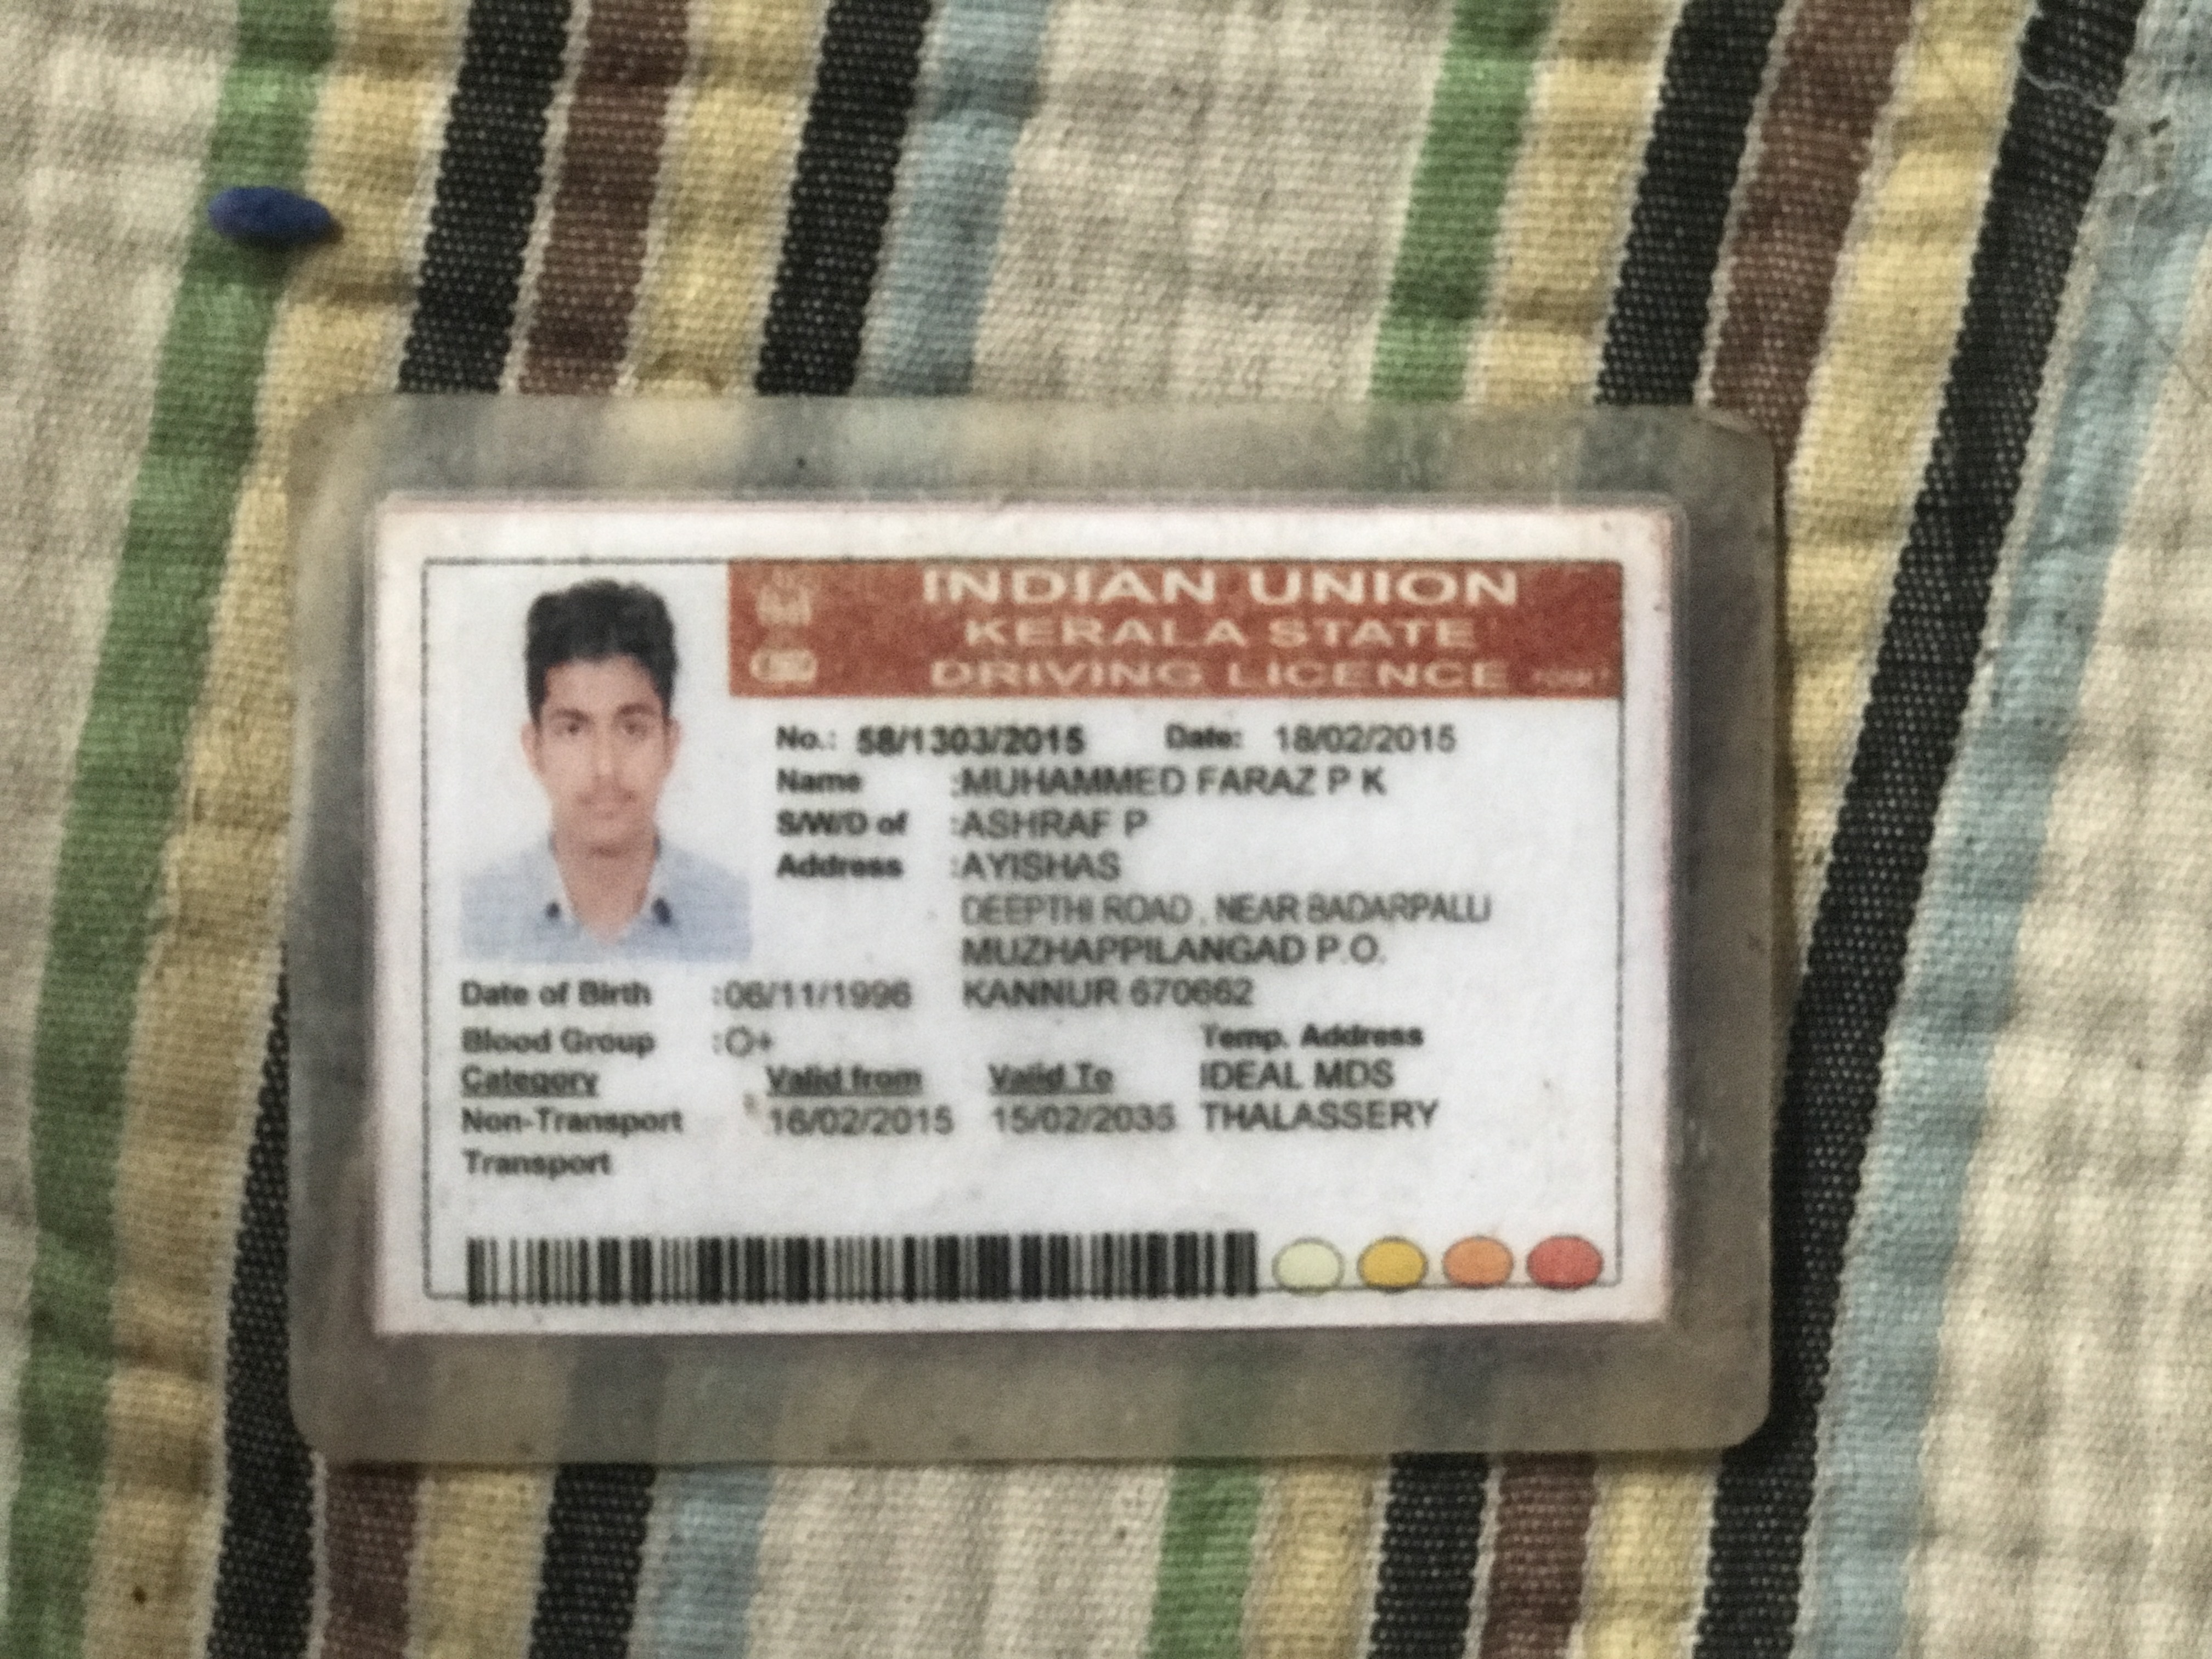 INDIAN UNION
KERALA STATE
DRIVING LICENCE
No.: 58/1303/2015 Date: 18/02/2015
Name :MUHAMMED FARAZ P K
S/W/D of :ASHRAF P
Address :AYISHAS
DEEPTHI ROAD, NEAR BADARPALLI
MUZHAPPILANGAD P.O,
KANNUR 670662
Date of Birth :06/11/1996
Blood Group :O+
Temp. Address
Category Valid from Valid To IDEAL MDS
Non-Transport : 16/02/2015 15/02/2035 THALASSERY
Transport